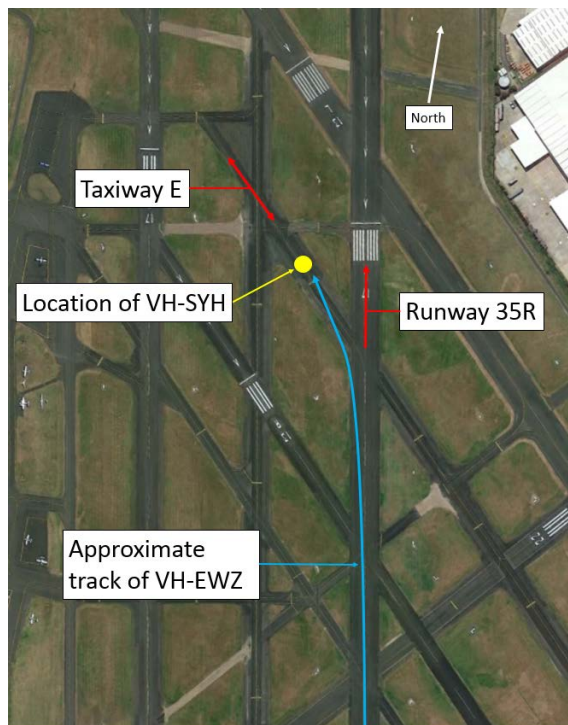 North
Taxiway E
Location of VH-SYH
Runway 35R
Approximate
track of VH-EWZ